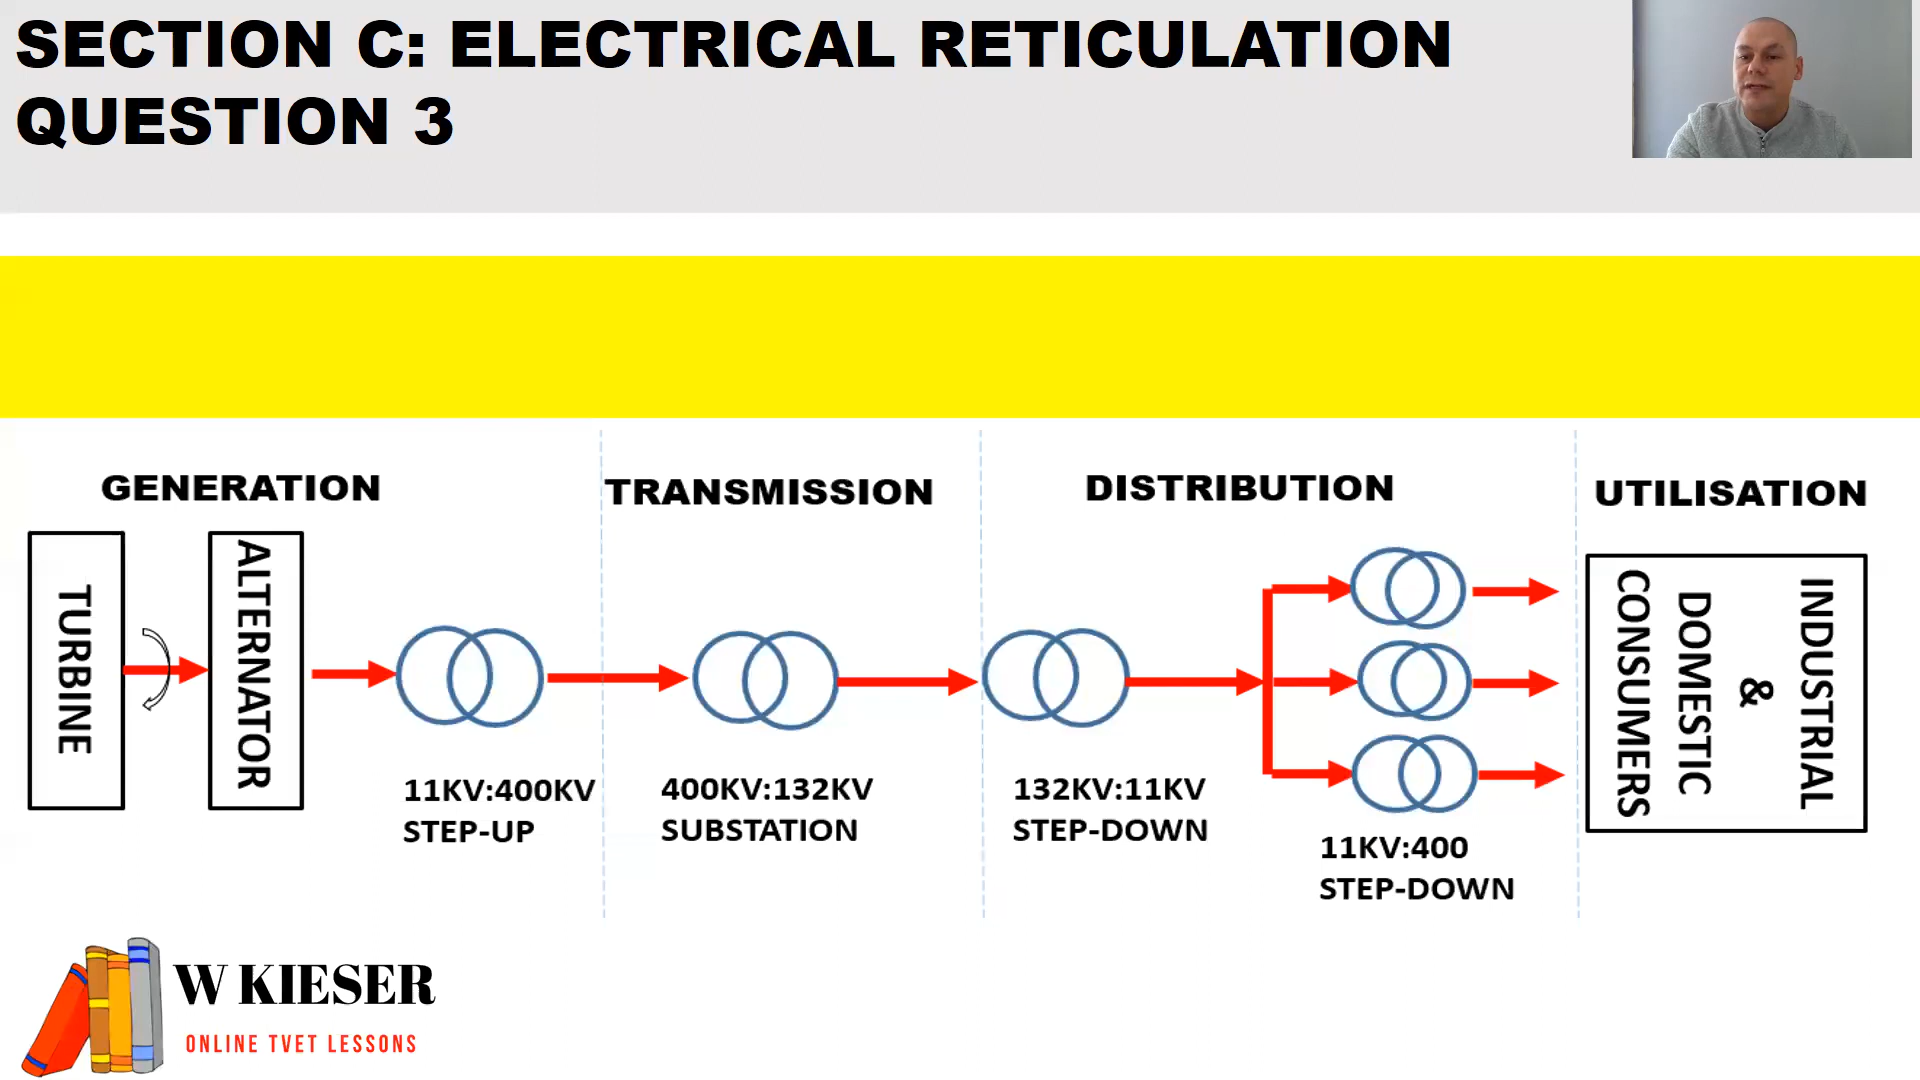 SECTION C: ELECTRICAL RETICULATION
QUESTION 3
GENERATION
TRANSMISSION
DISTRIBUTION
UTILISATION
TURBINE
ALTERNATOR
11KV:400KV
STEP-UP
400KV:132KV
SUBSTATION
132KV:11KV
STEP-DOWN
11KV:400
STEP-DOWN
INDUSTRIAL
&
DOMESTIC
CONSUMERS
W KIESER
ONLINE TVET LESSONS